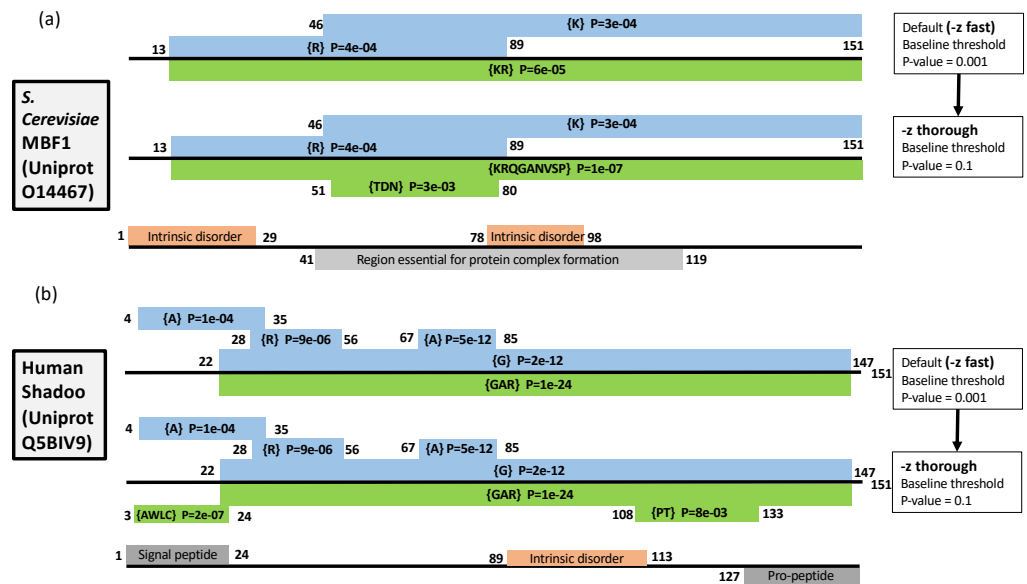 (a)
46
{K} P=3e-04
13
{R} P=4e-04
89
151
{KR} P=6e-05
Default (-z fast)
Baseline threshold
P-value = 0.001
S.
Cerevisiae
MBF1
(Uniprot
O14467)
46
{K} P=3e-04
13
{R} P=4e-04
89
151
{KRQGANVSP} P=1e-07
51
{TDN} P=3e-03
80
-z thorough
Baseline threshold
P-value = 0.1
1
Intrinsic disorder
29
78
Intrinsic disorder
98
41
Region essential for protein complex formation
119
(b)
4
{A} P=1e-04
35
28
{R} P=9e-06
56
67
{A} P=5e-12
85
22
{G} P=2e-12
147
151
{GAR} P=1e-24
Default (-z fast)
Baseline threshold
P-value = 0.001
Human
Shadoo
(Uniprot
Q5BIV9)
4
{A} P=1e-04
35
28
{R} P=9e-06
56
67
{A} P=5e-12
85
22
{G} P=2e-12
147
151
{GAR} P=1e-24
3
{AWLC} P=2e-07
24
108
{PT} P=8e-03
133
-z thorough
Baseline threshold
P-value = 0.1
1
Signal peptide
24
89
Intrinsic disorder
113
127
Pro-peptide